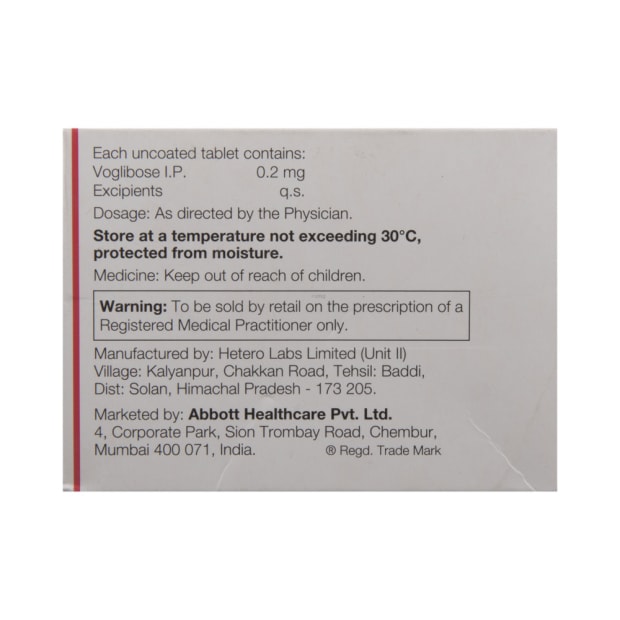 Each uncoated tablet contains:
Voglibose I.P. 0.2 mg
Excipients q.s.
Dosage: As directed by the Physician.
Store at a temperature not exceeding 30°C,
protected from moisture.
Medicine: Keep out of reach of children.
Warning: To be sold by retail on the prescription of a
Registered Medical Practitioner only.
Manufactured by: Hetero Labs Limited (Unit II)
Village: Kalyanpur, Chakkan Road, Tehsil: Baddi,
Dist: Solan, Himachal Pradesh - 173 205.
Marketed by: Abbott Healthcare Pvt. Ltd.
4, Corporate Park, Sion Trombay Road, Chembur,
Mumbai 400 071, India. ® Regd. Trade Mark